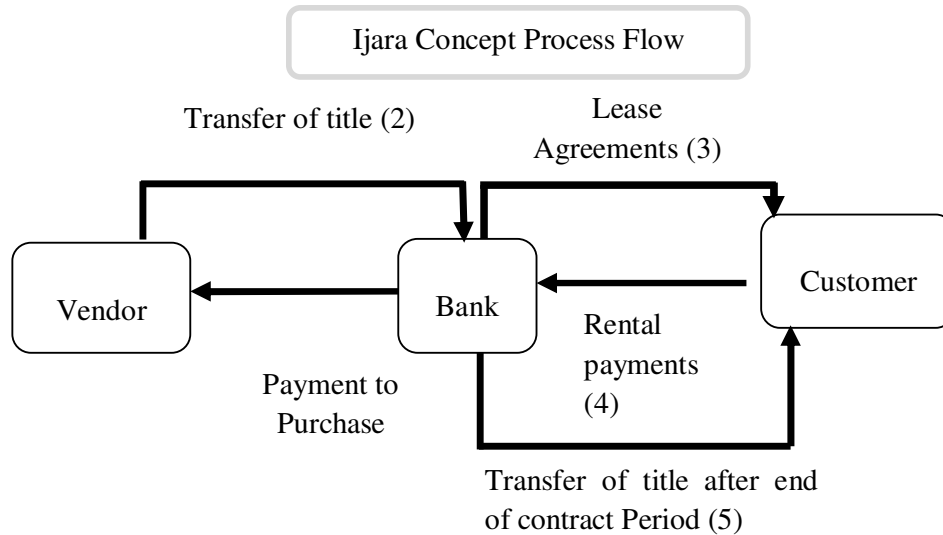 Ijara Concept Process Flow
Transfer of title (2)
Lease
Agreements (3)
Vendor
Bank
Customer
Payment to
Purchase
Rental
payments
(4)
Transfer of title after end
of contract Period (5)